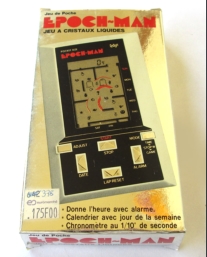 Jeu de Poche
EPOCH-MAN
JEU A CRISTAUX LIQUIDES
EPOCH-MAN
ADJUST
STOP
MODE
DATE
ALARM
LAP/RESET
175F00
• Donne l'heure avec alarme.
• Calendrier avec jour de la semaine
• Chronometre au 1/10° de seconde
Jeu de Poche
EPOCH-MAN